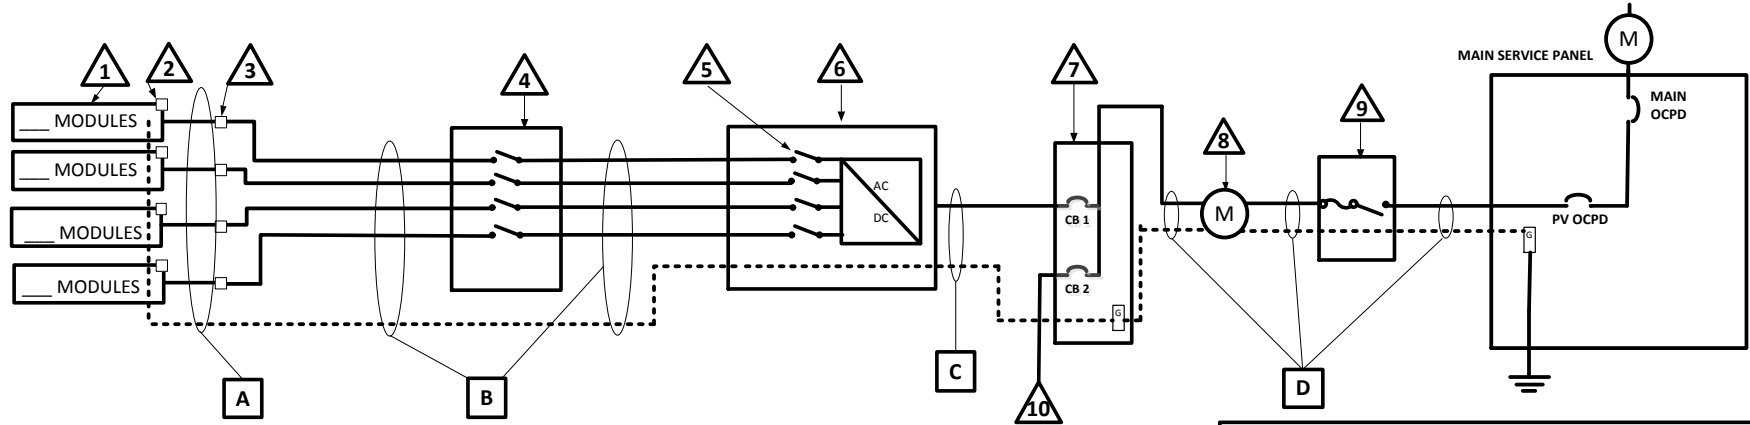 M
MAIN SERVICE PANEL
1
2
3
4
5
6
7
8
9
MAIN
OCPD
___ MODULES
___ MODULES
___ MODULES
___ MODULES
AC
DC
CB 1
M
PV OCPD
G
CB 2
G
A
B
C
D
10